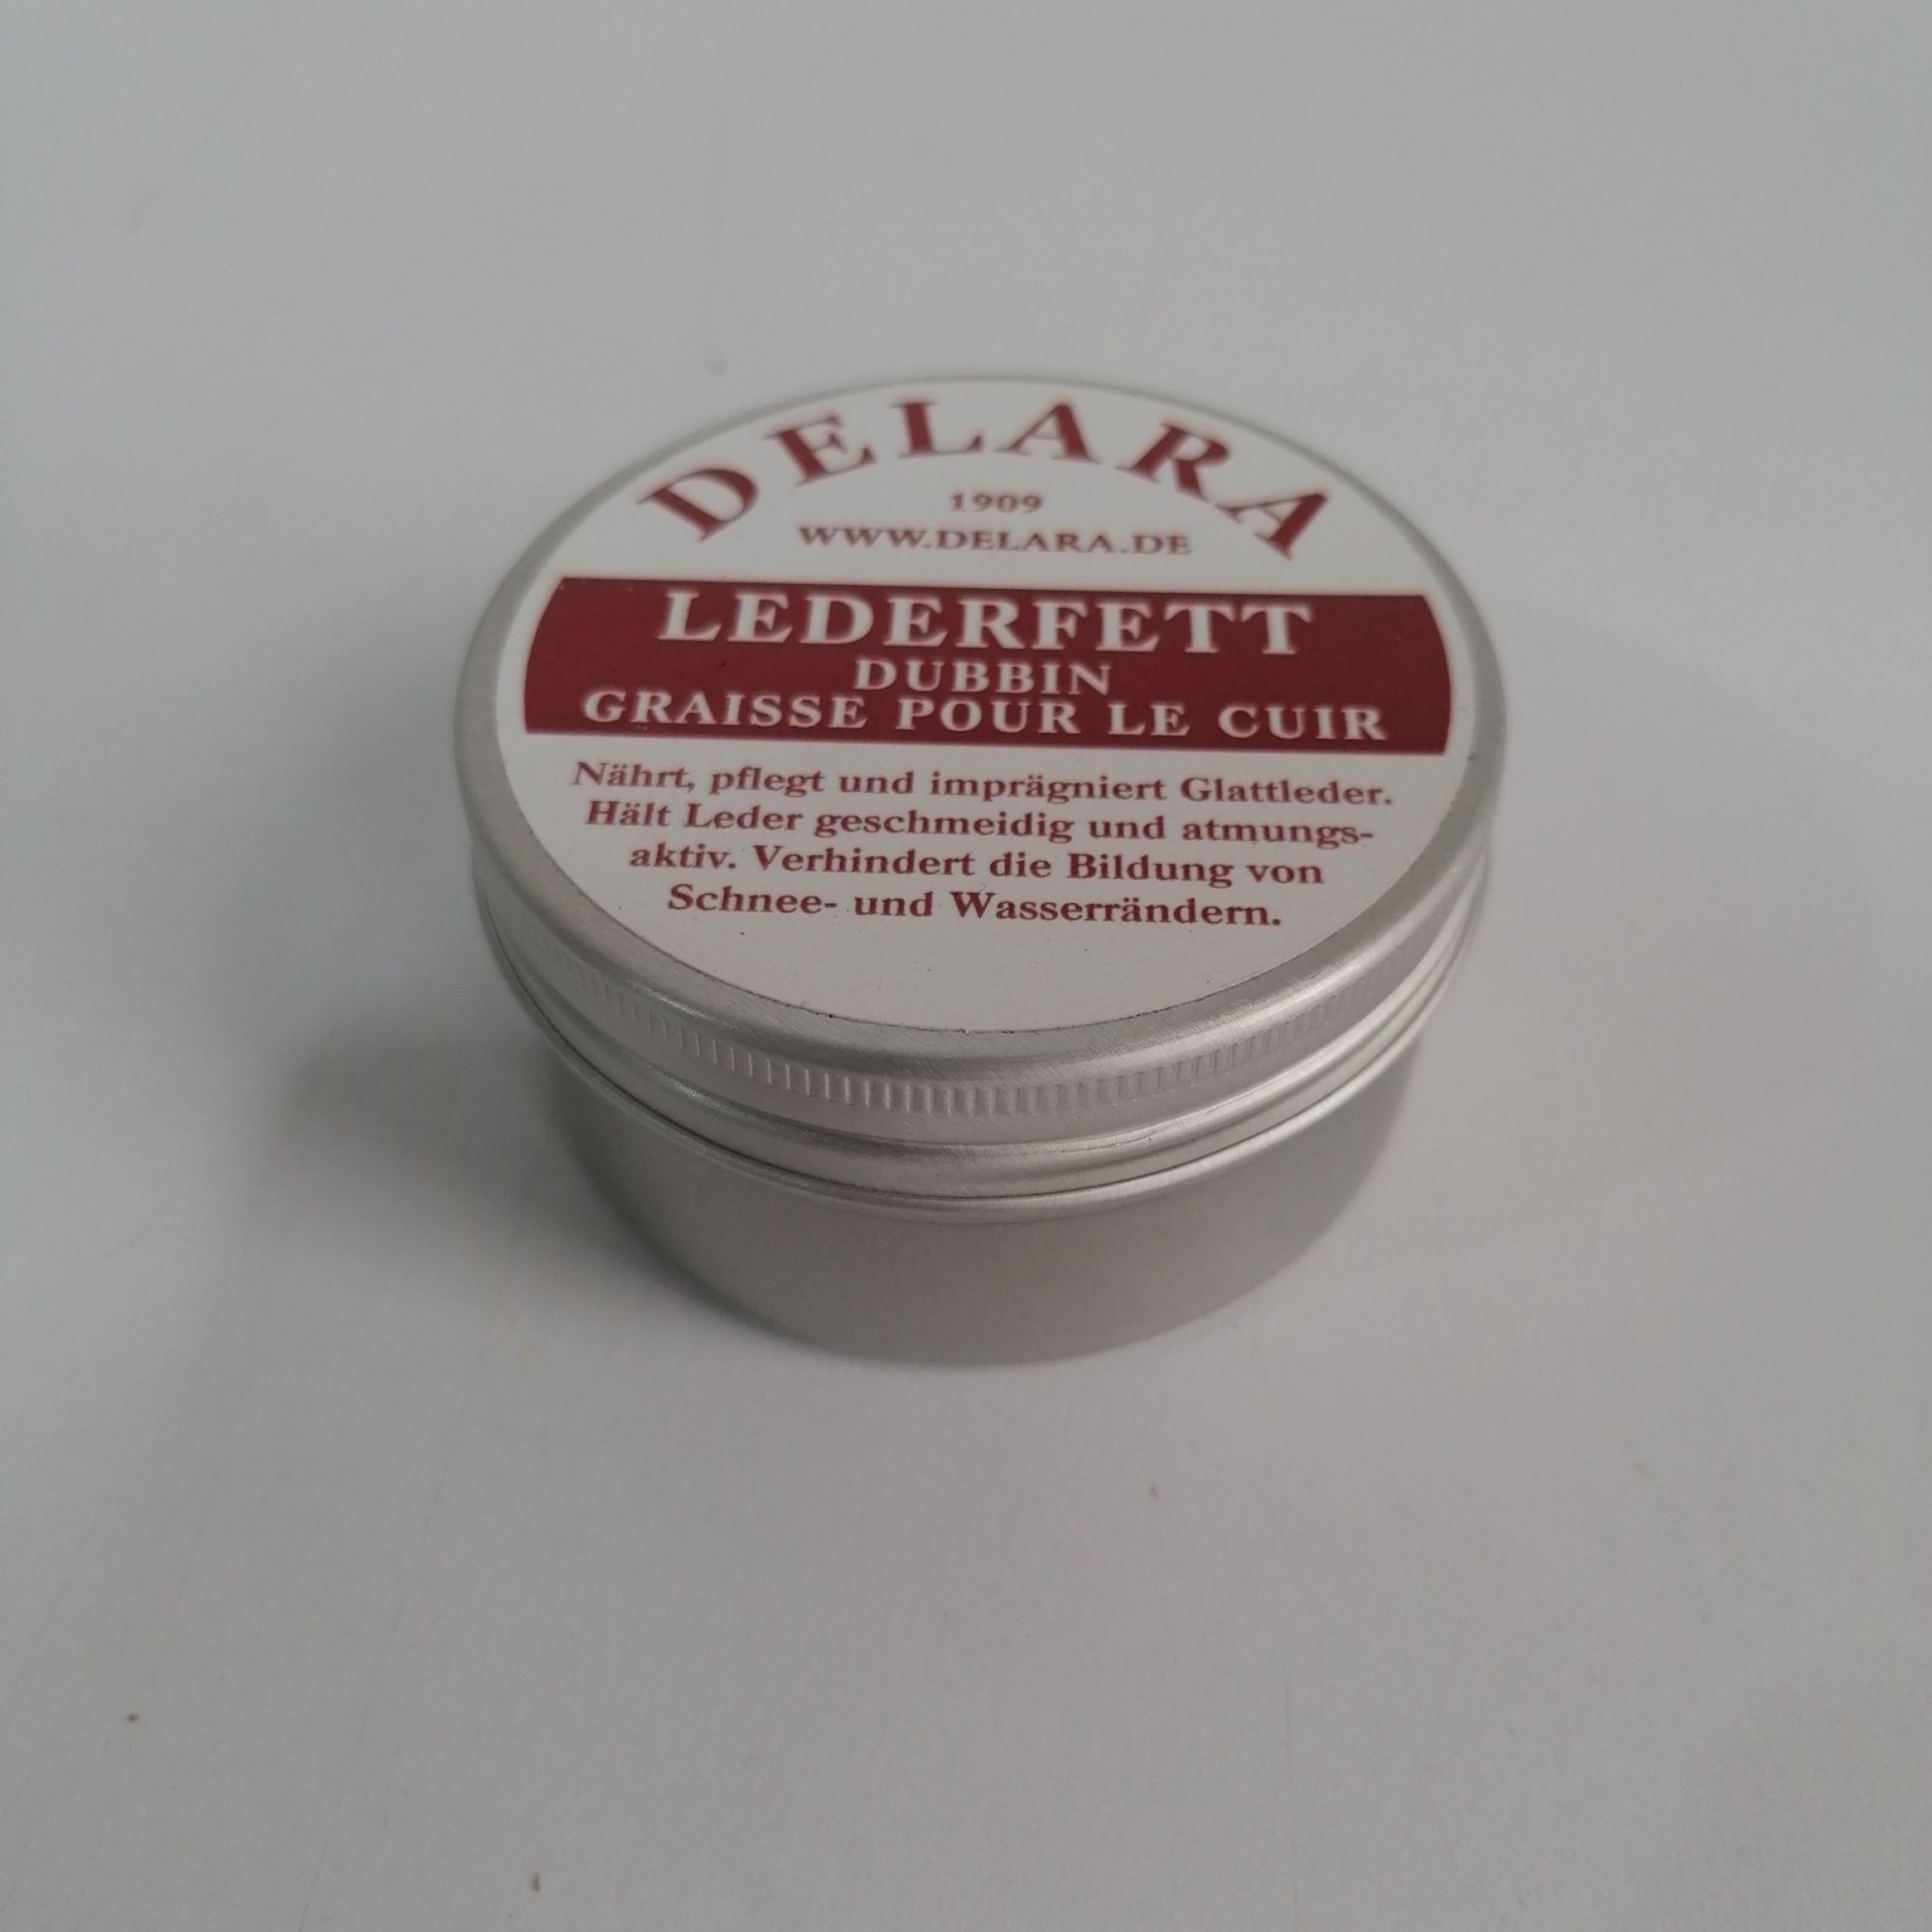 DELARA
1909
WWW.DELARA.DE
LEDERFETT
DUBBIN
GRAISSE POUR LE CUIR
Nährt, pflegt und imprägniert Glattleder.
Hält Leder geschmeidig und atmungs-
aktiv. Verhindert die Bildung von
Schnee- und Wasserrändern.